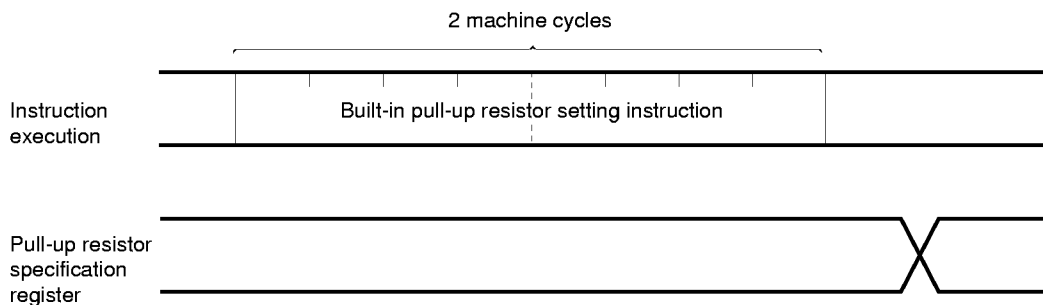 2 machine cycles
Instruction
execution
Built-in pull-up resistor setting instruction
Pull-up resistor
specification
register